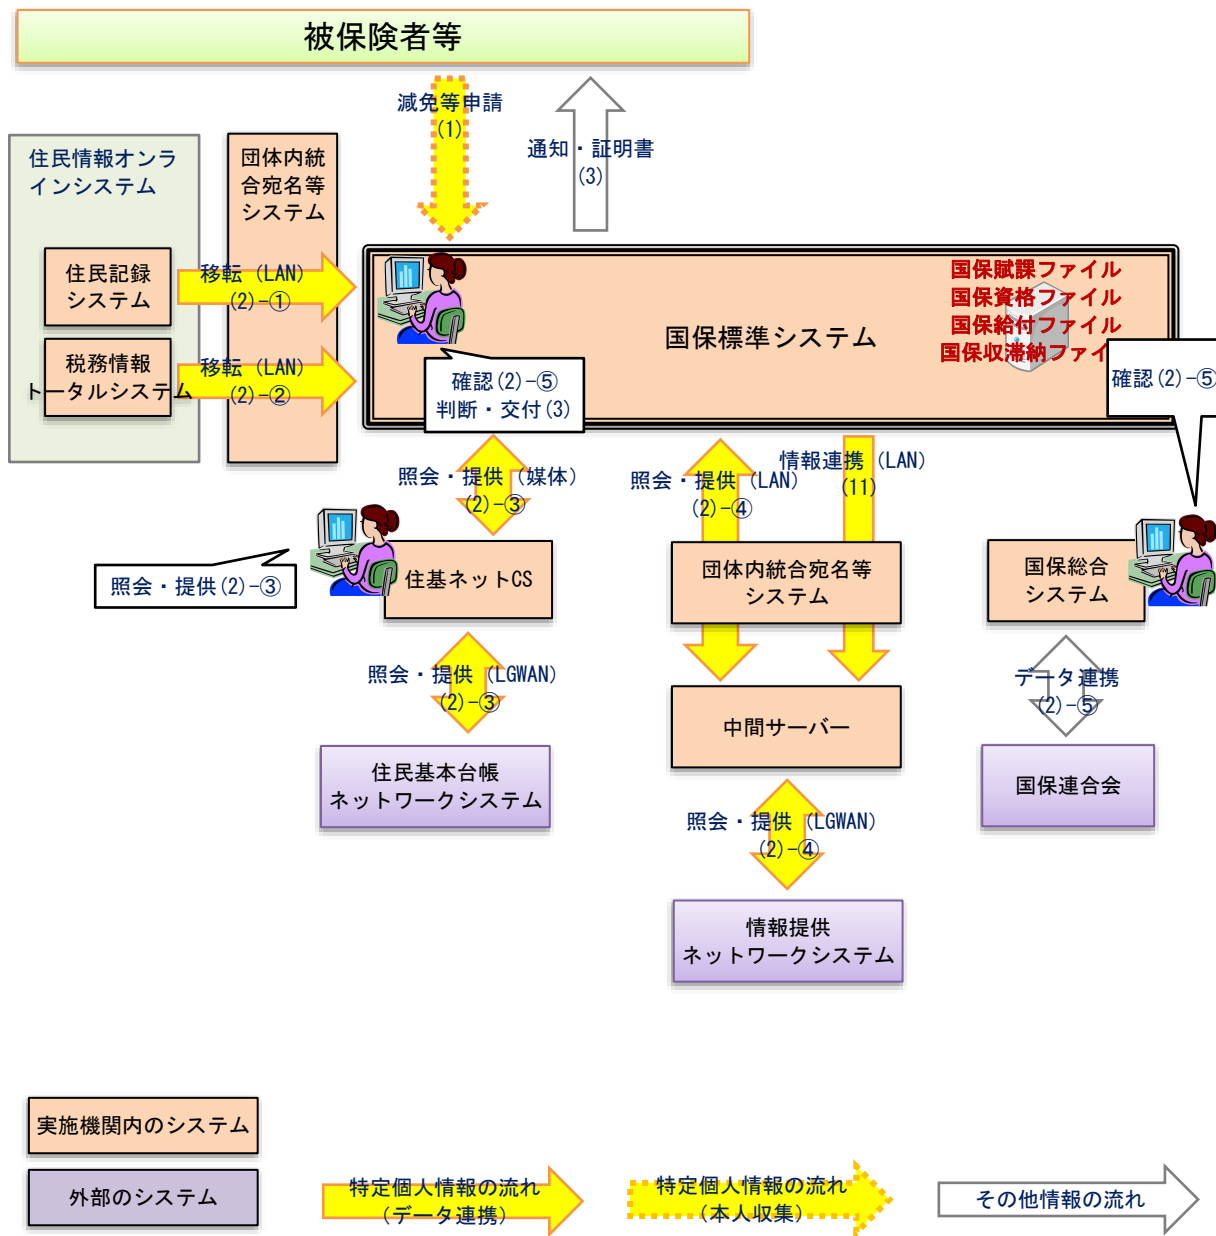 被保険者等
減免等申請
(1)
通知・証明書
(3)
住民情報オンラ
インシステム
団体内統
合宛名等
システム
住民記録
システム
移転（LAN）
(2)-①
税務情報
トータルシステム
移転（LAN）
(2)-②
国保標準システム
国保賦課ファイル
国保資格ファイル
国保給付ファイル
国保収滞納ファイ
確認(2)-⑤
判断・交付(3)
確認(2)-⑤
照会・提供（媒体）
(2)-③
照会・提供（LAN）
(2)-④
情報連携（LAN）
(11)
照会・提供(2)-③
住基ネットCS
団体内統合宛名等
システム
国保総合
システム
照会・提供（LGWAN）
(2)-③
データ連携
(2)-⑤
中間サーバー
住民基本台帳
ネットワークシステム
国保連合会
照会・提供（LGWAN）
(2)-④
情報提供
ネットワークシステム
実施機関内のシステム
外部のシステム
特定個人情報の流れ
（データ連携）
特定個人情報の流れ
（本人収集）
その他情報の流れ